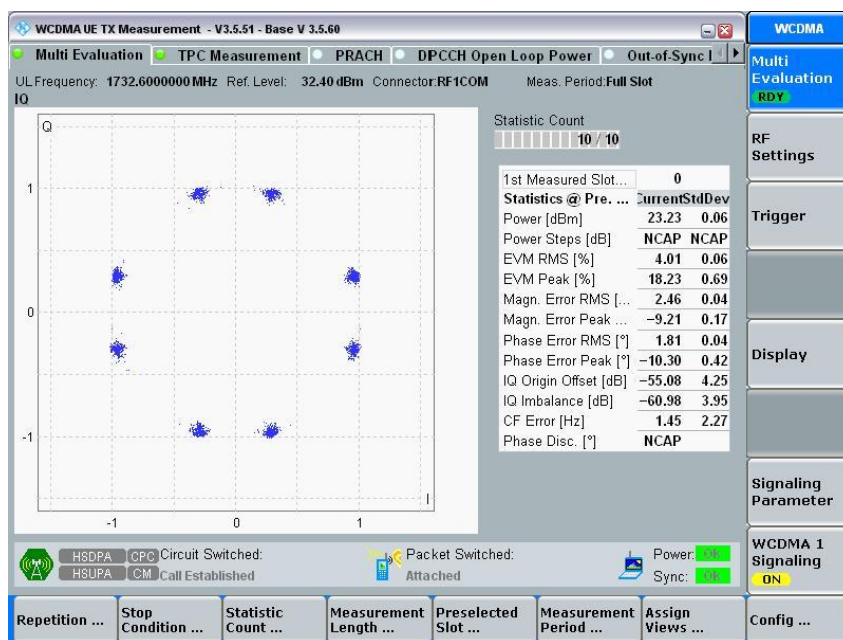 WCDMA UE TX Measurement - V3.5.51 - Base V 3.5.60
WCDMA
Multi Evaluation TPC Measurement PRACH DPCCH Open Loop Power Out-of-Sync
UL Frequency: 1732.6000000 MHz Ref. Level: 32.40 dBm Connector: RF1COM Meas. Period: Full Slot
IQ
Q
1
0
-1
-1 0 1
I
Statistic Count
10 / 10
1st Measured Slot... 0
Statistics @ Pre. ... Current StdDev
Power [dBm] 23.23 0.06
Power Steps [dB] NCAP NCAP
EVM RMS [%] 4.01 0.06
EVM Peak [%] 18.23 0.69
Magn. Error RMS [... 2.46 0.04
Magn. Error Peak ... -9.21 0.17
Phase Error RMS [°] 1.81 0.04
Phase Error Peak [°] -10.30 0.42
IQ Origin Offset [dB] -55.08 4.25
IQ Imbalance [dB] -60.98 3.95
CF Error [Hz] 1.45 2.27
Phase Disc. [°] NCAP
Multi
Evaluation
RDY
RF
Settings
Trigger
Display
Signaling
Parameter
WCDMA 1
Signaling
ON
HSDPA CPC Circuit Switched: Packet Switched: Power: OK
HSUPA CM Call Established Attached Sync: OK
Repetition ...
Stop
Condition ...
Statistic
Count ...
Measurement
Length ...
Preselected
Slot ...
Measurement
Period ...
Assign
Views ...
Config ...